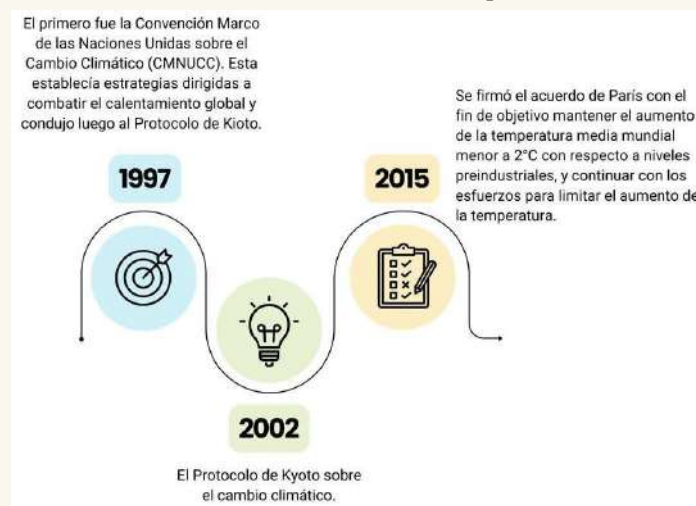 El primero fue la Convención Marco
de las Naciones Unidas sobre el
Cambio Climático (CMNUCC). Esta
establecía estrategias dirigidas a
combatir el calentamiento global y
condujo luego al Protocolo de Kioto.
1997
2002
El Protocolo de Kyoto sobre
el cambio climático.
2015
Se firmó el acuerdo de París con el
fin de objetivo mantener el aumento
de la temperatura media mundial
menor a 2°C con respecto a niveles
preindustriales, y continuar con los
esfuerzos para limitar el aumento de
la temperatura.